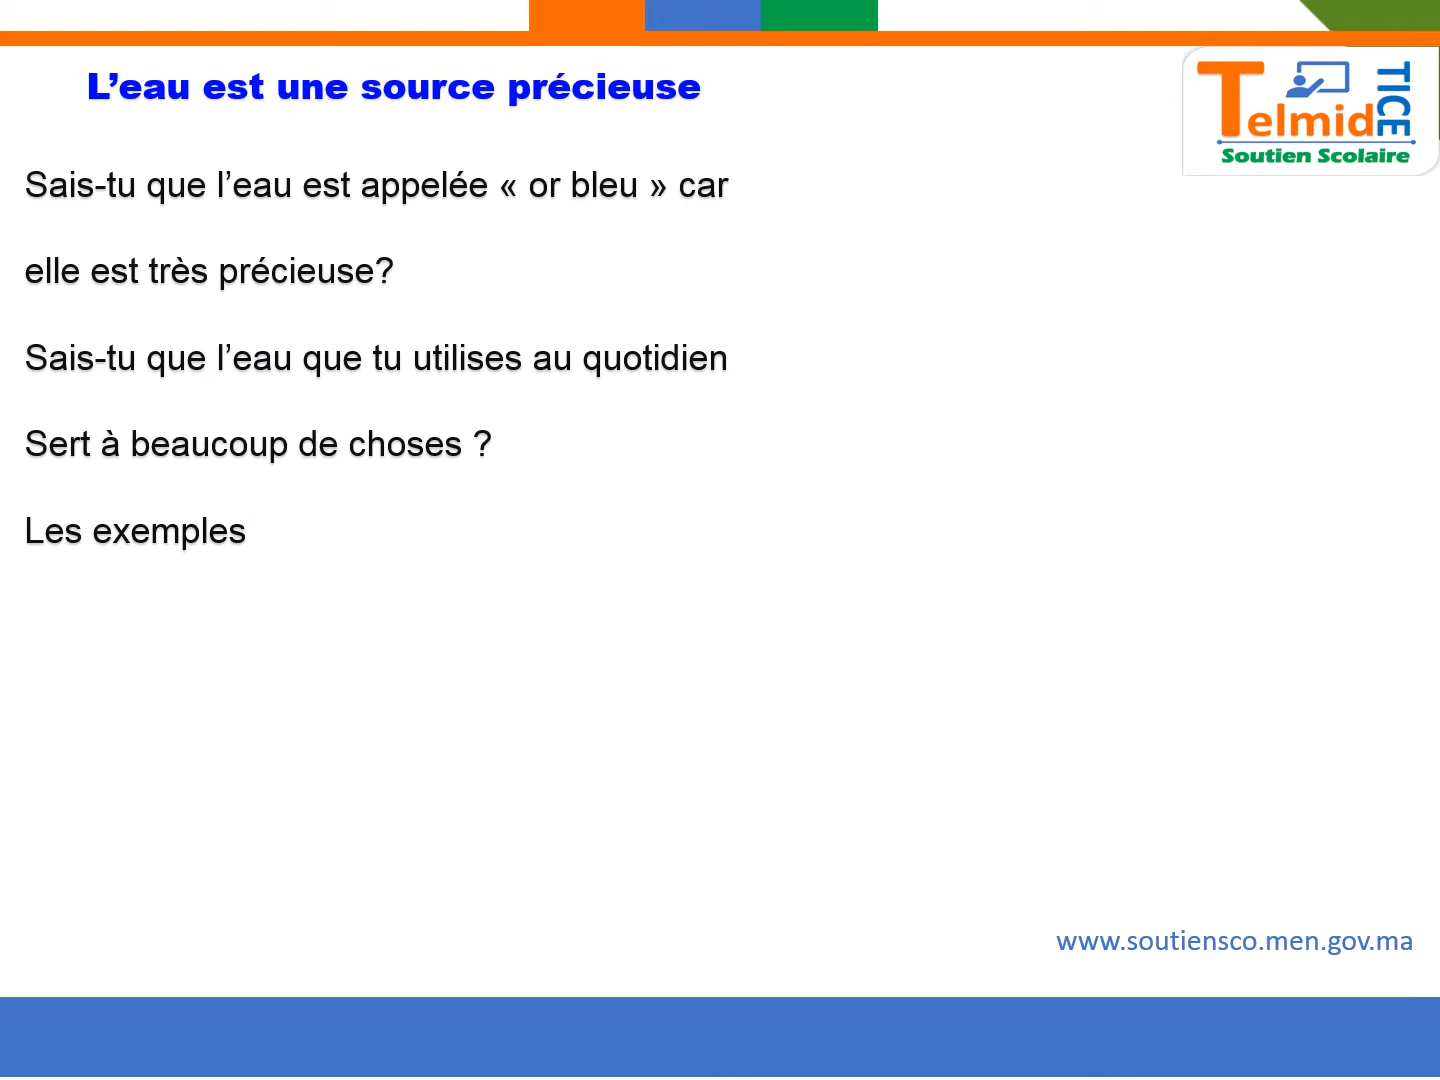 L’eau est une source précieuse
Telmid TICE
Soutien Scolaire
Sais-tu que l’eau est appelée « or bleu » car
elle est très précieuse?
Sais-tu que l’eau que tu utilises au quotidien
Sert à beaucoup de choses ?
Les exemples
www.soutiensco.men.gov.ma